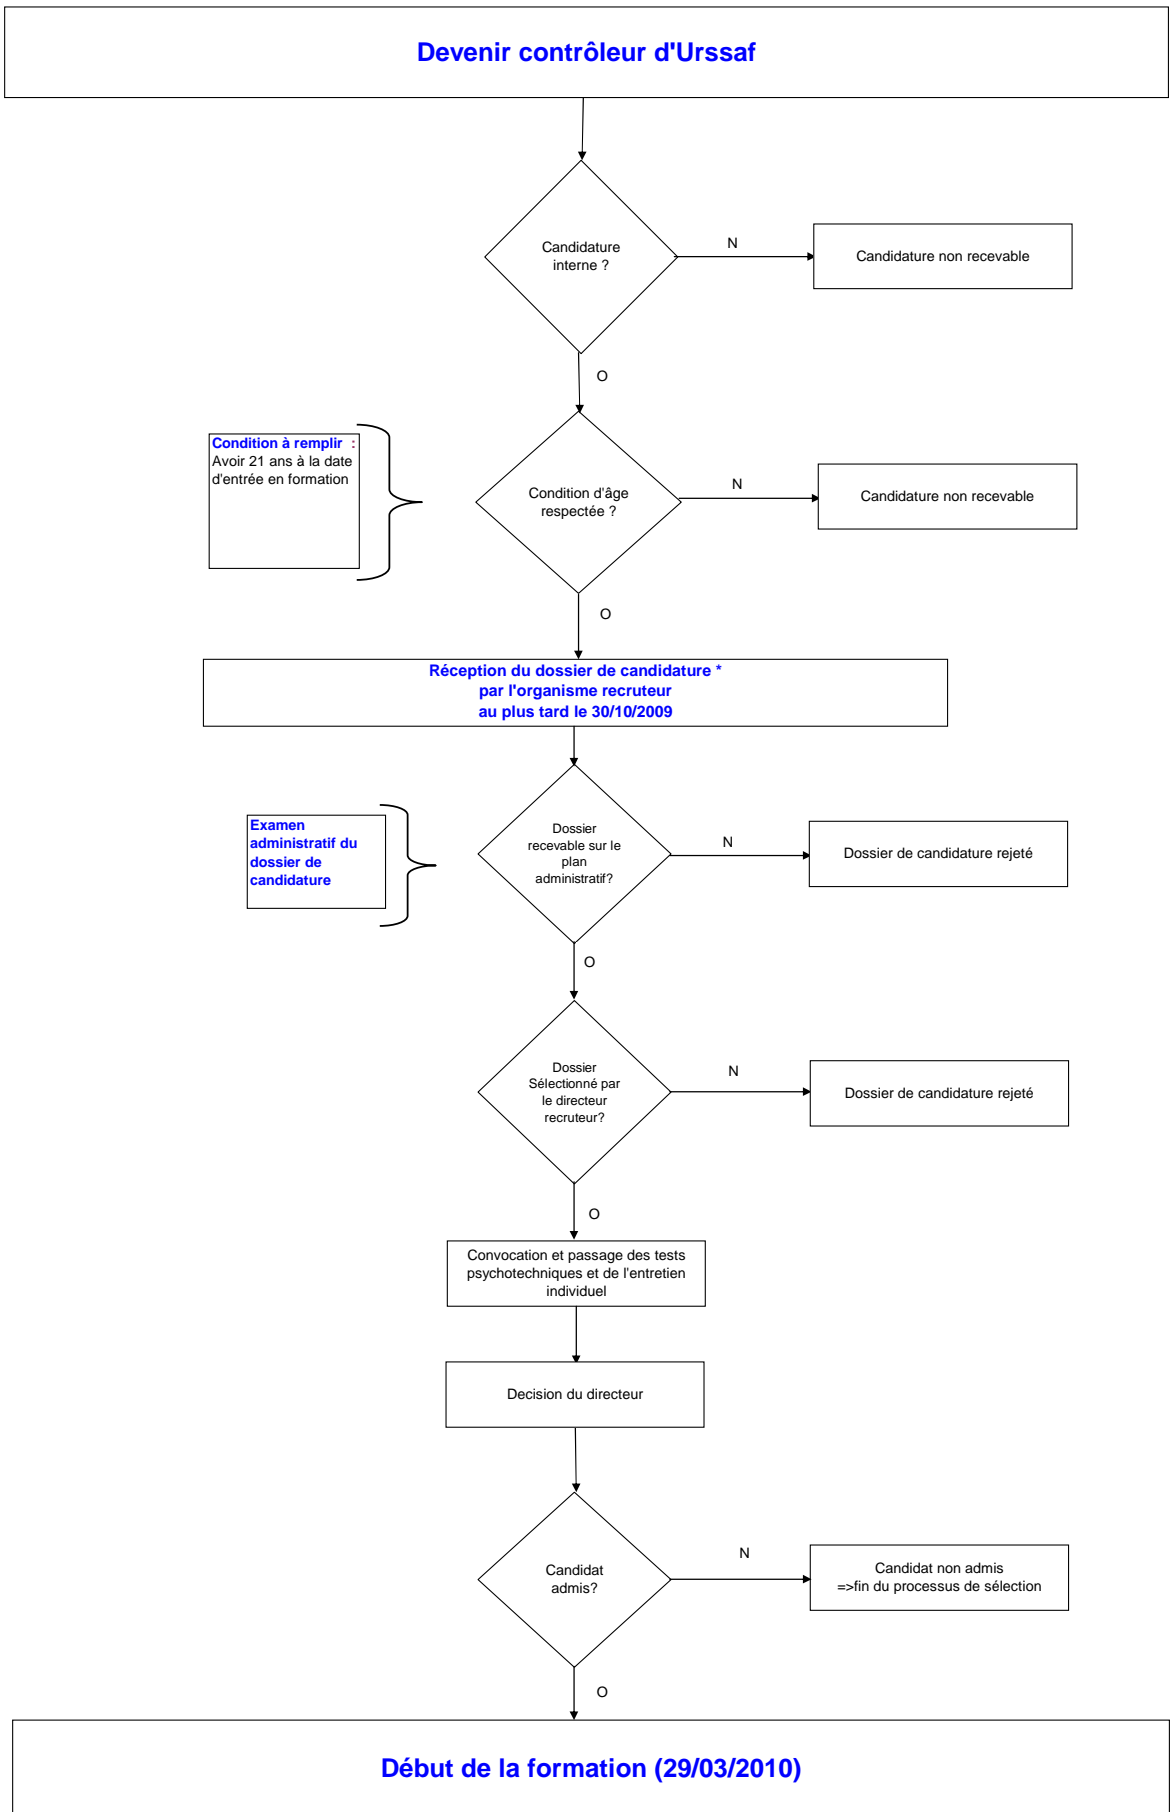 Devenir contrôleur d'Urssaf
Candidature
interne ?
N
Candidature non recevable
O
Condition à remplir :
Avoir 21 ans à la date
d'entrée en formation
Condition d'âge
respectée ?
N
Candidature non recevable
O
Réception du dossier de candidature *
par l'organisme recruteur
au plus tard le 30/10/2009
Examen
administratif du
dossier de
candidature
Dossier
recevable sur le
plan
administratif?
N
Dossier de candidature rejeté
O
Dossier
Sélectionné par
le directeur
recruteur?
N
Dossier de candidature rejeté
O
Convocation et passage des tests
psychotechniques et de l'entretien
individuel
Decision du directeur
Candidat
admis?
N
Candidat non admis
=>fin du processus de sélection
O
Début de la formation (29/03/2010)